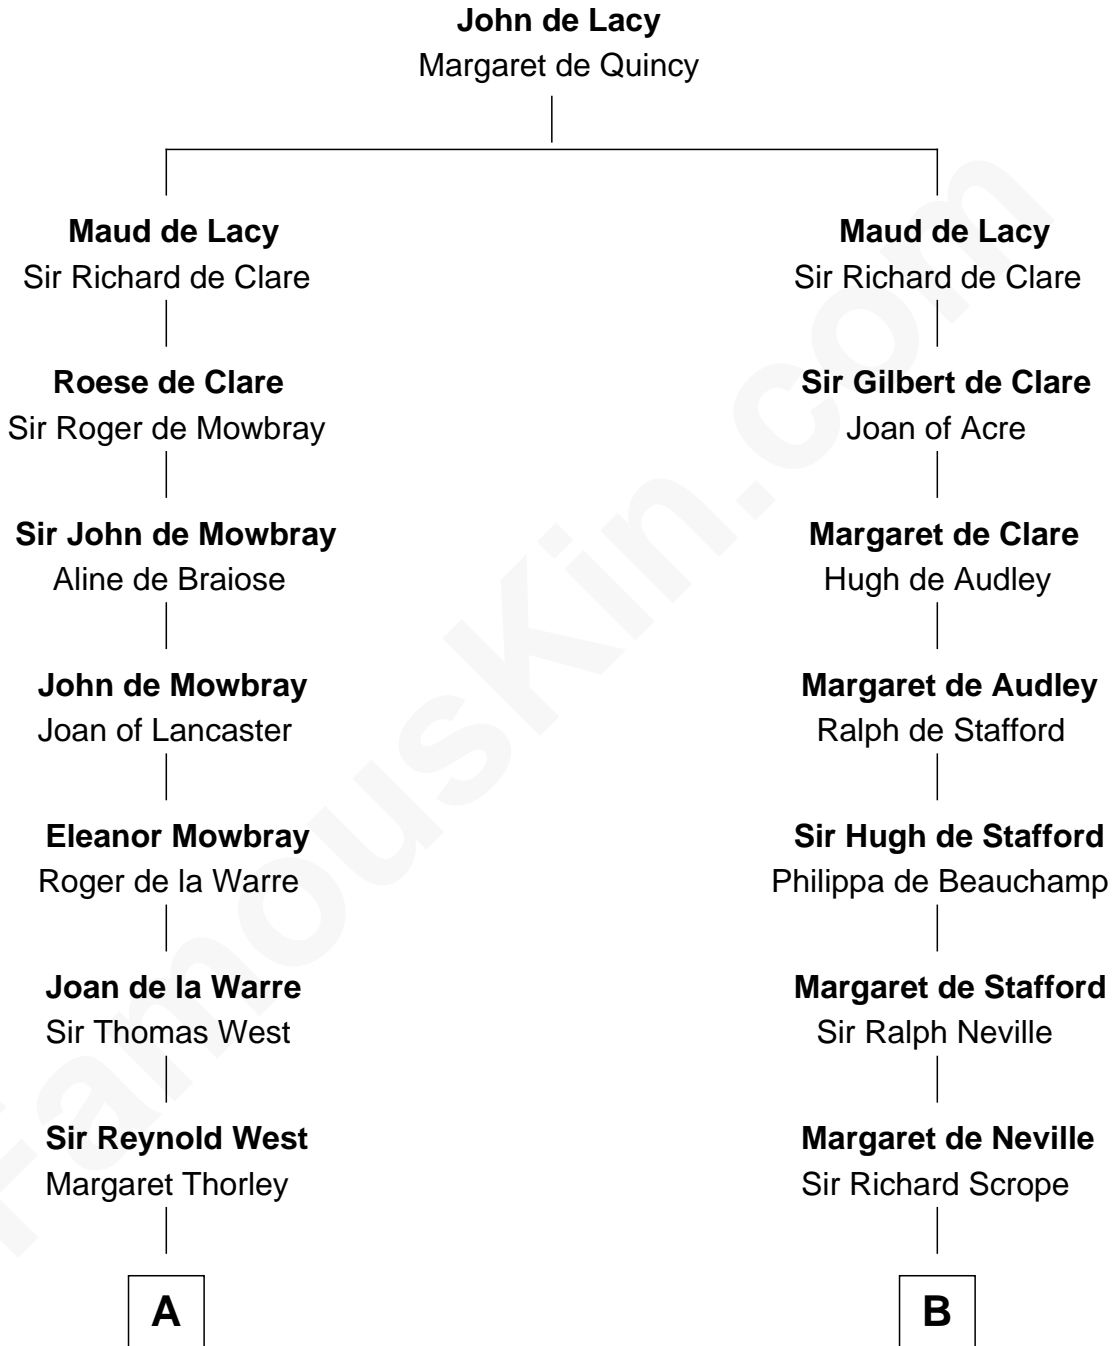 John de Lacy
Margaret de Quincy
Maud de Lacy
Sir Richard de Clare
Maud de Lacy
Sir Richard de Clare
Roese de Clare
Sir Roger de Mowbray
Sir Gilbert de Clare
Joan of Acre
Sir John de Mowbray
Aline de Braiose
Margaret de Clare
Hugh de Audley
John de Mowbray
Joan of Lancaster
Margaret de Audley
Ralph de Stafford
Eleanor Mowbray
Roger de la Warre
Sir Hugh de Stafford
Philippa de Beauchamp
Joan de la Warre
Sir Thomas West
Margaret de Stafford
Sir Ralph Neville
Sir Reynold West
Margaret Thorley
Margaret de Neville
Sir Richard Scrope
A
B
FamousKin.com